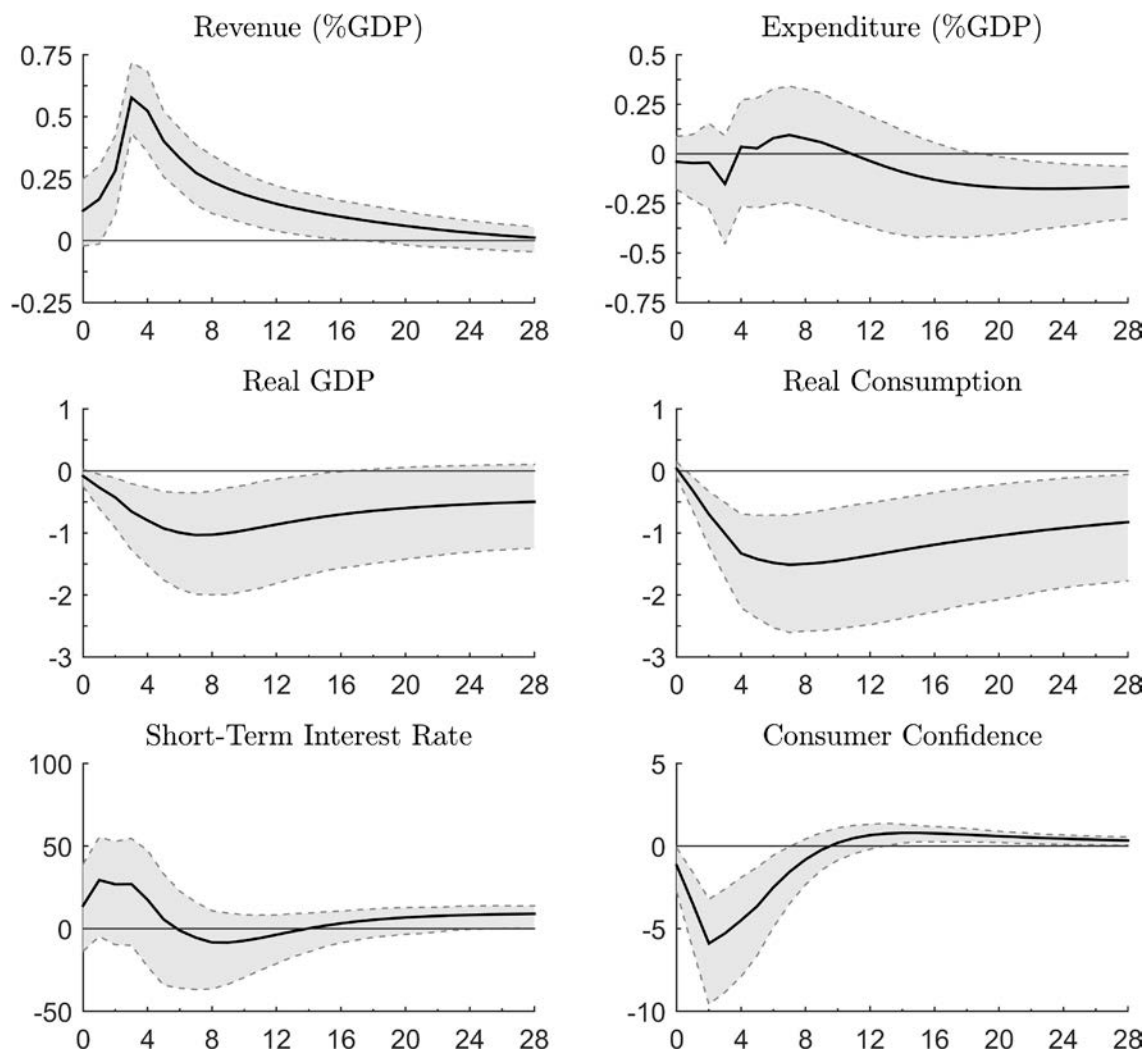 Revenue (%GDP)
0.75
0.5
0.25
0
-0.25
0 4 8 12 16 20 24 28
Expenditure (%GDP)
0.5
0.25
0
-0.25
-0.5
-0.75
0 4 8 12 16 20 24 28
Real GDP
1
0
-1
-2
-3
0 4 8 12 16 20 24 28
Real Consumption
1
0
-1
-2
-3
0 4 8 12 16 20 24 28
Short-Term Interest Rate
100
50
0
-50
0 4 8 12 16 20 24 28
Consumer Confidence
5
0
-5
-10
0 4 8 12 16 20 24 28